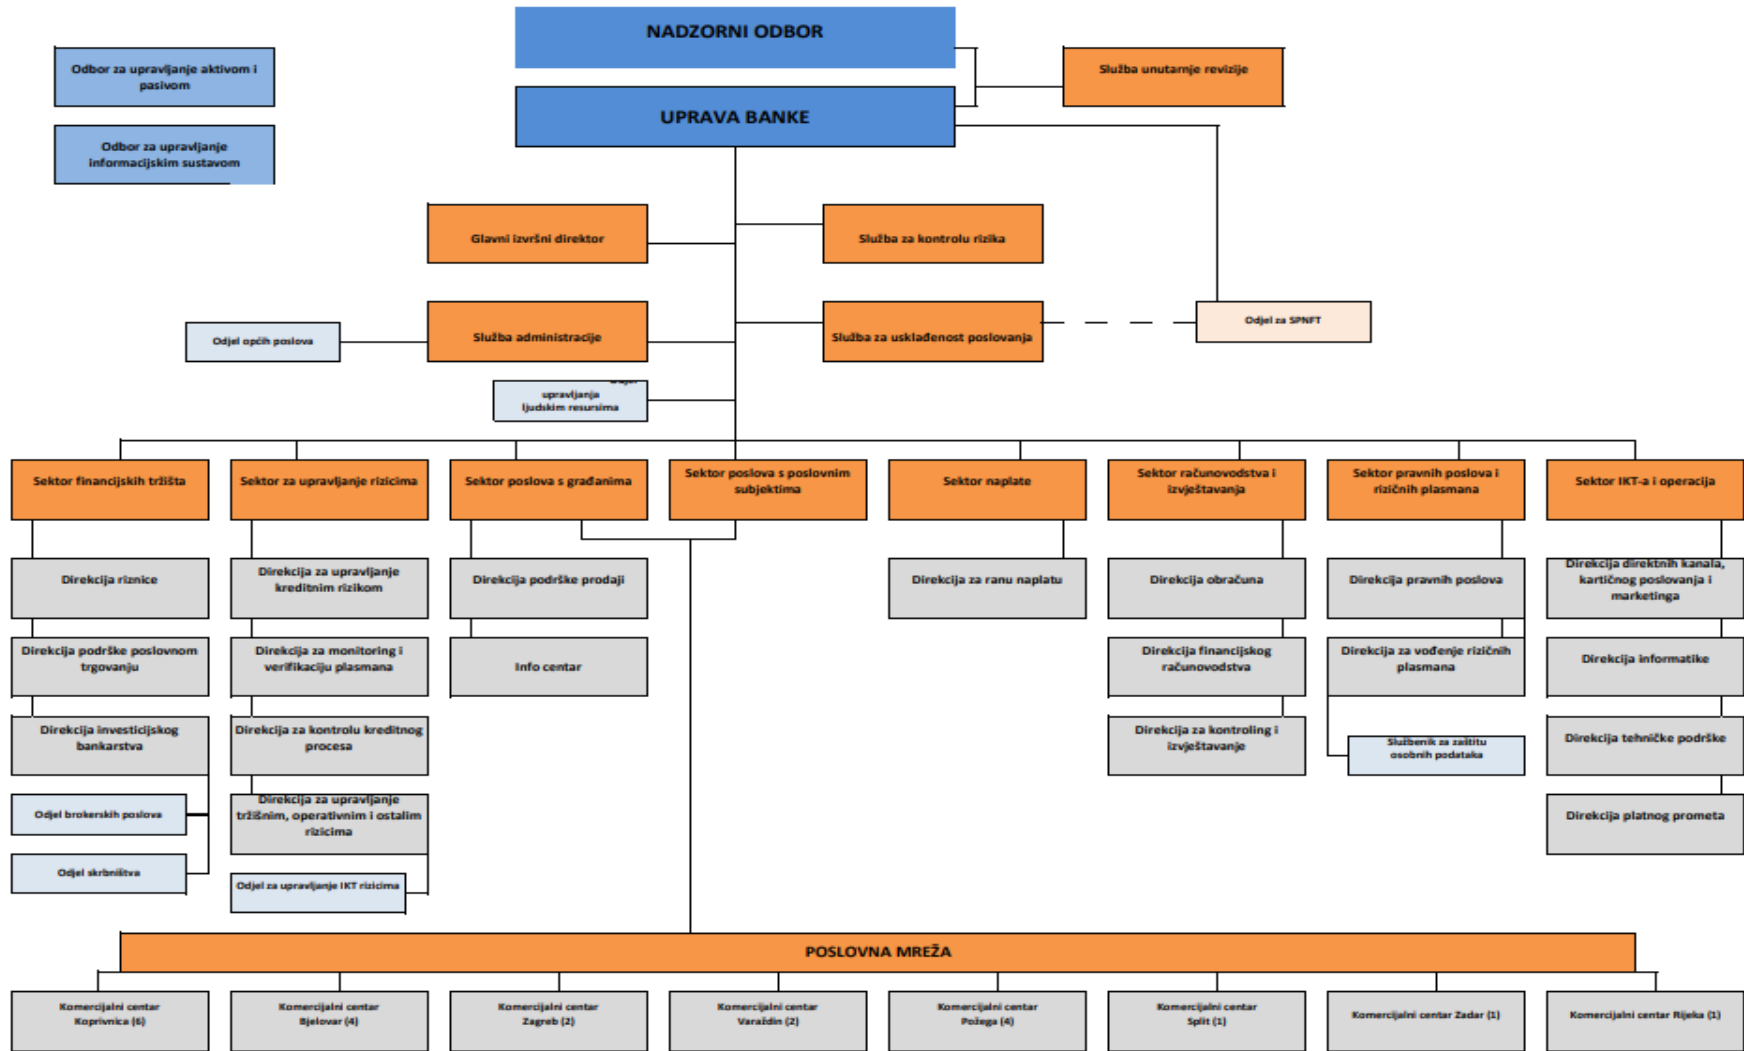 NADZORNI ODBOR
Odbor za upravljanje aktivom i
pasivom
Služba unutarnje revizije
UPRAVA BANKE
Odbor za upravljanje
informacijskim sustavom
Glavni izvršni direktor
Služba za kontrolu rizika
Odjel općih poslova
Služba administracije
Služba za usklađenost poslovanja
Odjel za SPNFT
upravljanja
ljudskim resursima
Sektor financijskih tržišta
Sektor za upravljanje rizicima
Sektor poslova s građanima
Sektor poslova s poslovnim
subjektima
Sektor naplate
Sektor računovodstva i
izvještavanja
Sektor pravnih poslova i
rizičnih plasmana
Sektor IKT-a i operacija
Direkcija riznice
Direkcija za upravljanje
kreditnim rizikom
Direkcija podrške prodaji
Direkcija za ranu naplatu
Direkcija obračuna
Direkcija pravnih poslova
Direkcija direktnih kanala,
kartičnog poslovanja i
marketinga
Direkcija podrške poslovnom
trgovanju
Direkcija za monitoring i
verifikaciju plasmana
Info centar
Direkcija financijskog
računovodstva
Direkcija za vođenje rizičnih
plasmana
Direkcija informatike
Direkcija investicijskog
bankarstva
Direkcija za kontrolu kreditnog
procesa
Direkcija za kontroling i
izvještavanje
Službenik za zaštitu
osobnih podataka
Direkcija tehničke podrške
Odjel brokerskih poslova
Direkcija za upravljanje
tržišnim, operativnim i ostalim
rizicima
Direkcija platnog prometa
Odjel skrbništva
Odjel za upravljanje IKT rizicima
POSLOVNA MREŽA
Komercijalni centar
Koprivnica (6)
Komercijalni centar
Bjelovar (4)
Komercijalni centar
Zagreb (2)
Komercijalni centar
Varaždin (2)
Komercijalni centar
Požega (4)
Komercijalni centar
Split (1)
Komercijalni centar Zadar (1)
Komercijalni centar Rijeka (1)